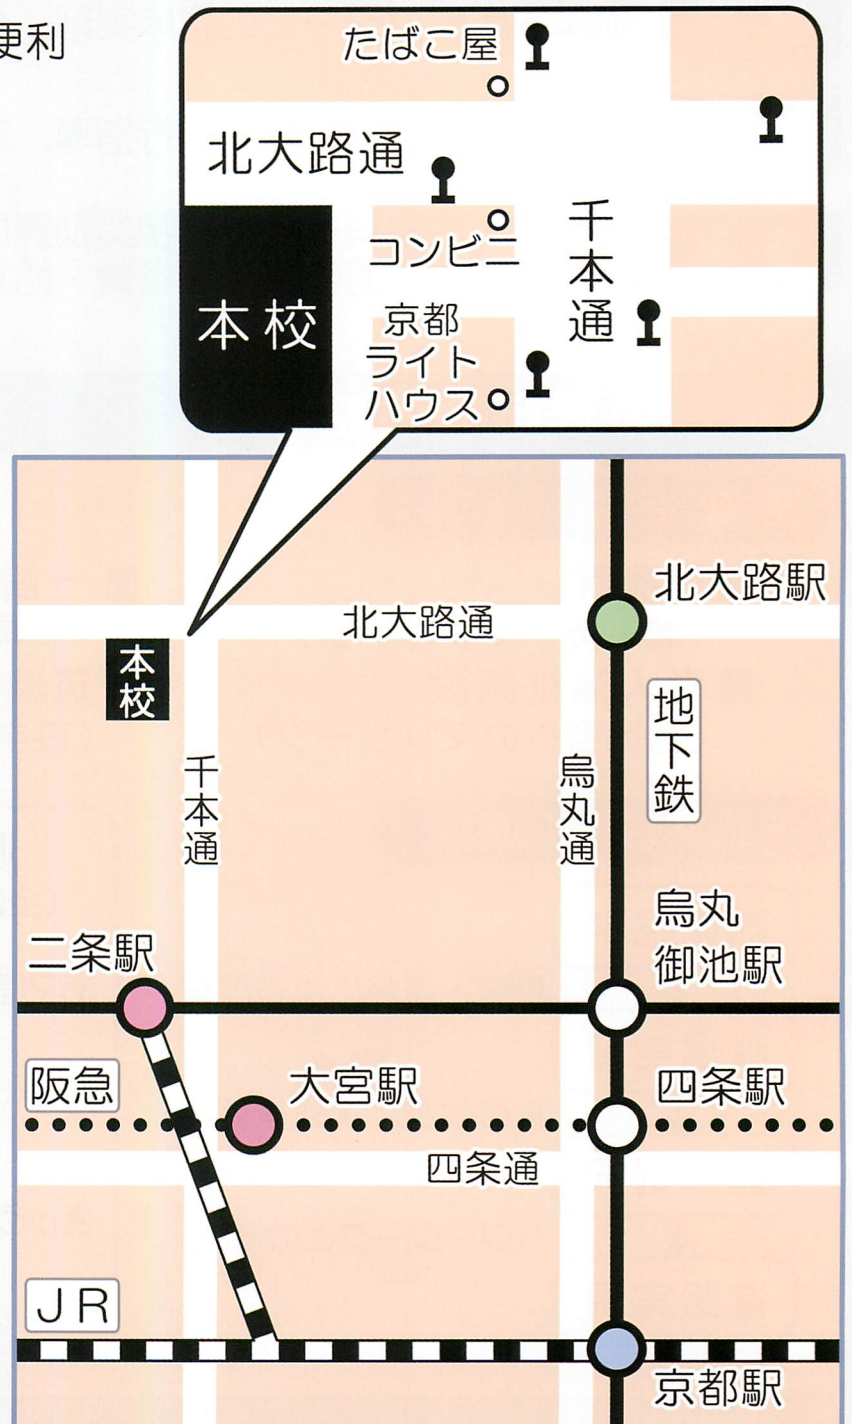 便利
たばこ屋
北大路通
千本通
コンビニ
本校
京都
ライト
ハウス
北大路駅
北大路通
本校
地下鉄
千本通
烏丸通
烏丸
御池駅
二条駅
阪急
大宮駅
四条駅
四条通
JR
京都駅